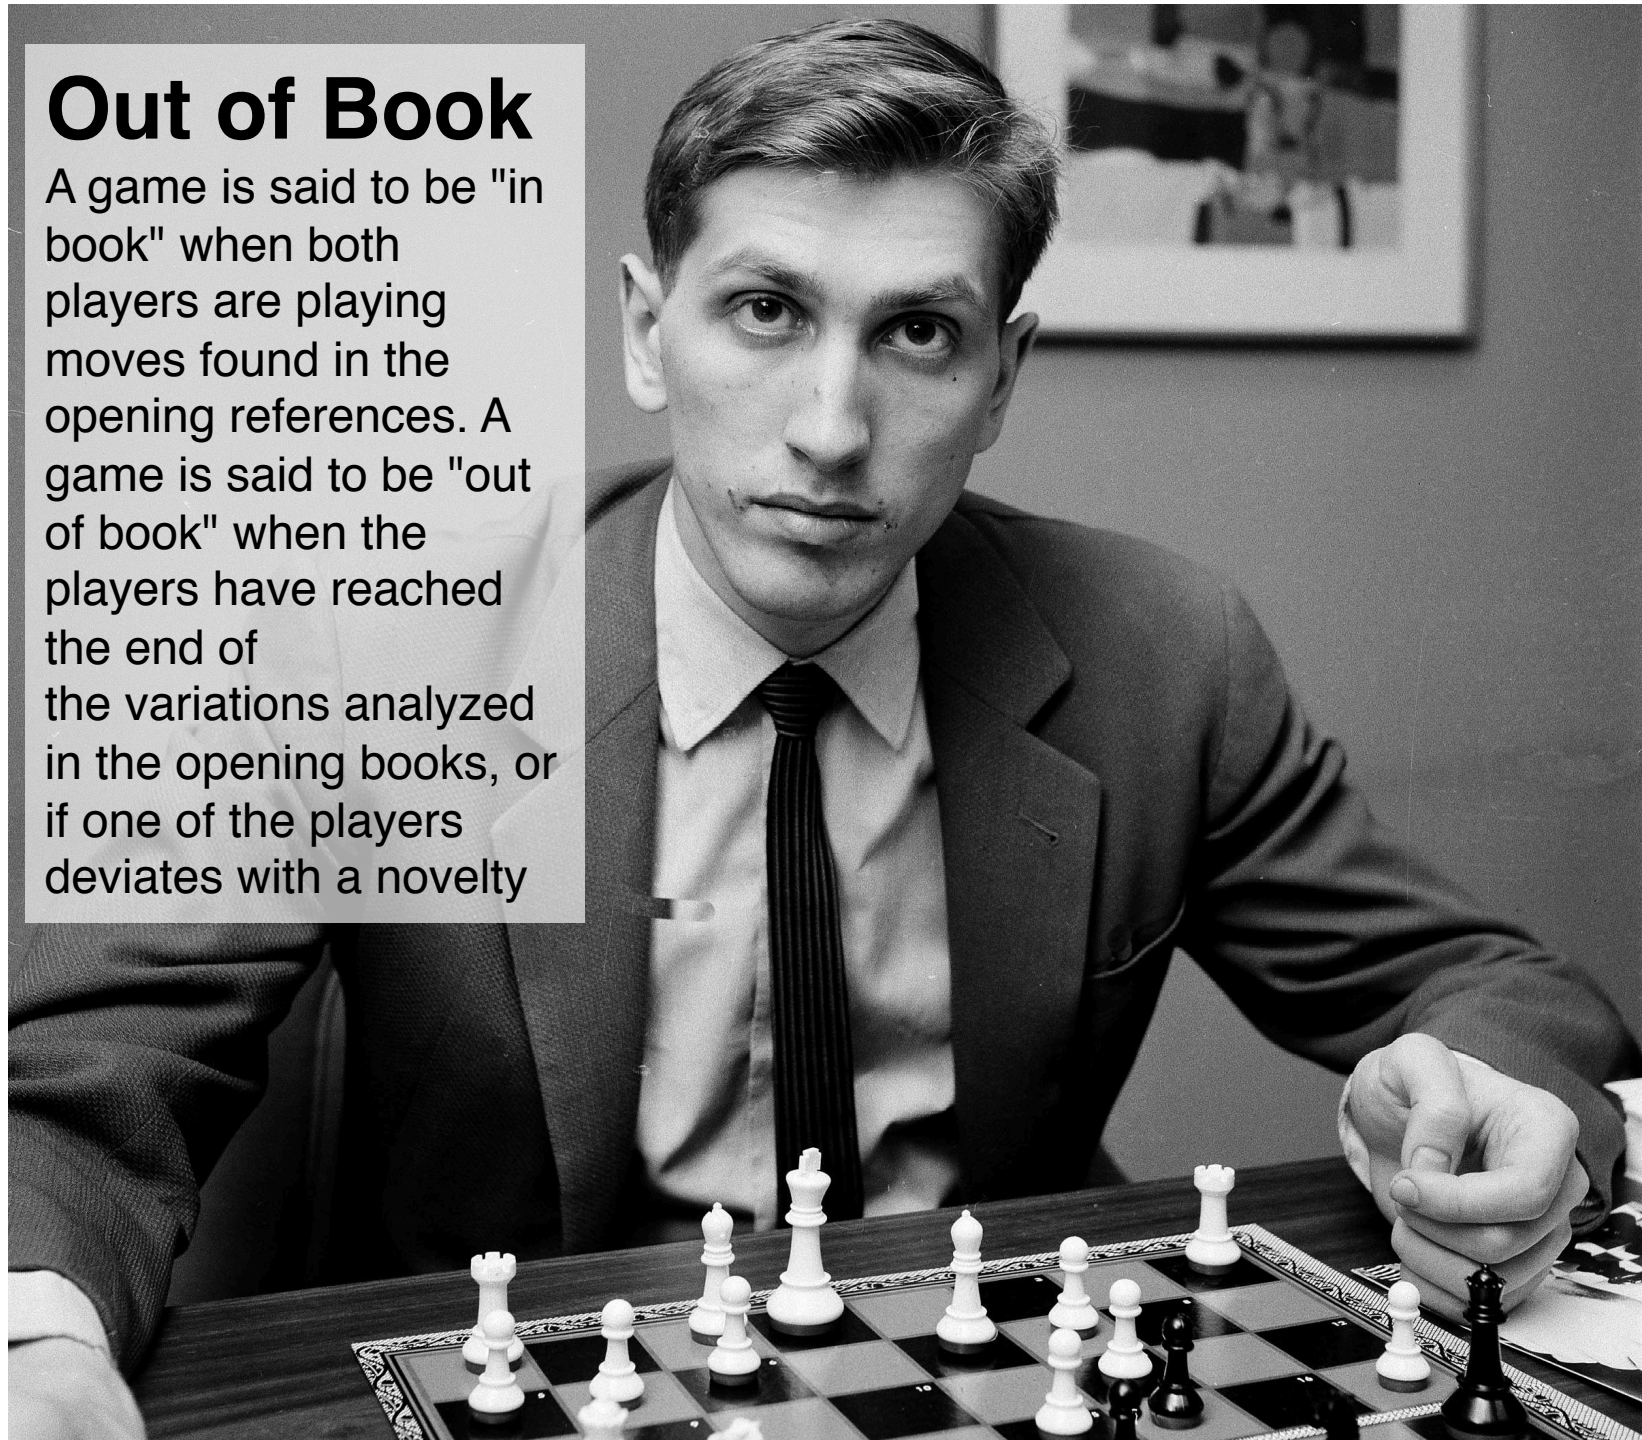 Out of Book
A game is said to be "in
book" when both
players are playing
moves found in the
opening references. A
game is said to be "out
of book" when the
players have reached
the end of
the variations analyzed
in the opening books, or
if one of the players
deviates with a novelty